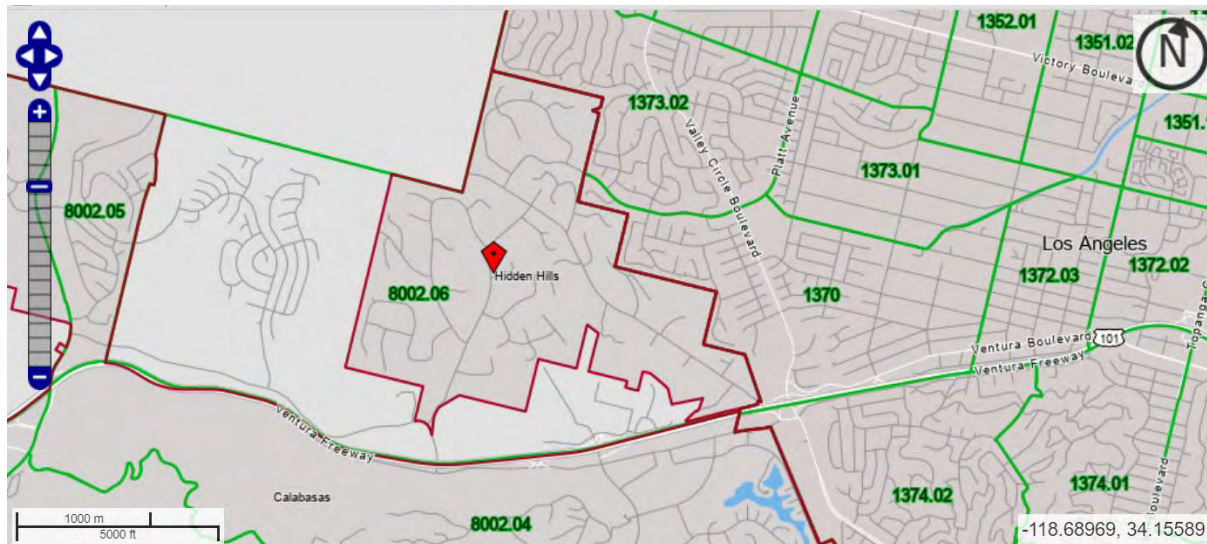 1352.01
1351.02
Victory Boulevard
N
1373.02
Valley Circle Boulevard
Platt Avenue
1373.01
1351.
8002.05
Los Angeles
8002.06
Hidden Hills
1370
1372.03
1372.02
Ventura Boulevard
101
Ventura Freeway
Ventura Freeway
Calabasas
8002.04
1374.02
1374.01
Boulevard
1000 m
5000 ft
-118.68969, 34.15589